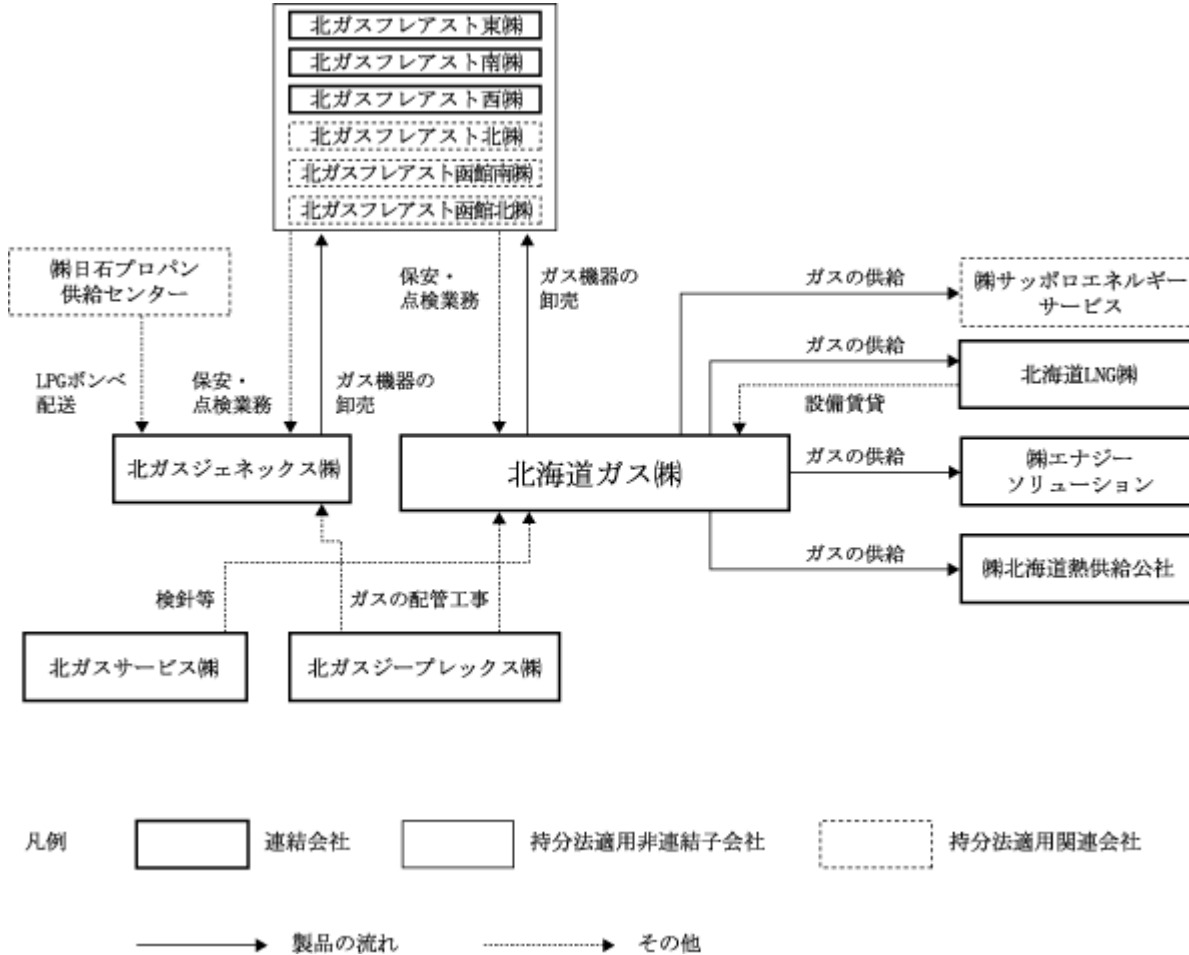 北ガスフレアスト東㈱
北ガスフレアスト南㈱
北ガスフレアスト西㈱
北ガスフレアスト北㈱
北ガスフレアスト函館南㈱
北ガスフレアスト函館北㈱
㈱日石プロパン
供給センター
LPGボンベ
配送
保安・
点検業務
ガス機器の
卸売
保安・
点検業務
ガス機器の
卸売
ガスの供給
㈱サッポロエネルギー
サービス
ガスの供給
北海道LNG㈱
設備賃貸
北ガスジェネックス㈱
北海道ガス㈱
ガスの供給
㈱エナジー
ソリューション
ガスの供給
㈱北海道熱供給公社
検針等
ガスの配管工事
北ガスサービス㈱
北ガスジープレックス㈱
凡例
連結会社
持分法適用非連結子会社
持分法適用関連会社
製品の流れ
その他